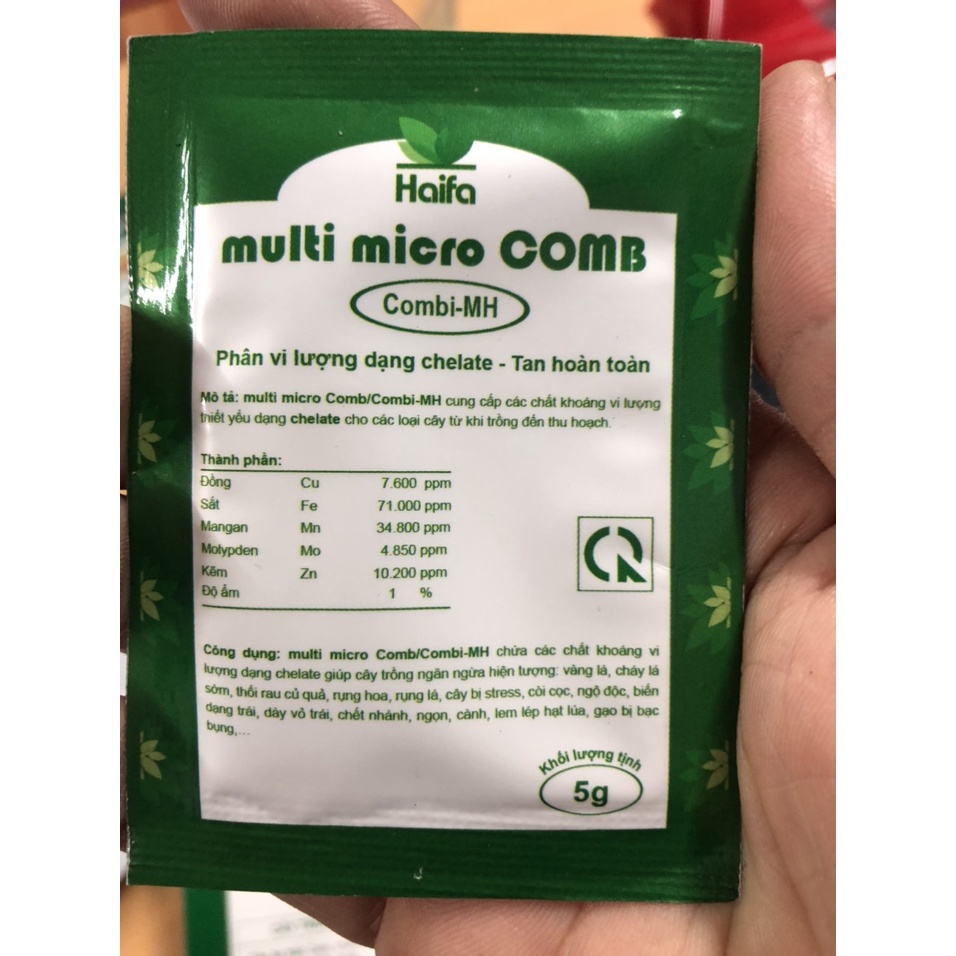 Haifa
multi micro COMB
Combi-MH
Phân vi lượng dạng chelate - Tan hoàn toàn
Mô tả: multi micro Comb/Combi-MH cung cấp các chất khoáng vi lượng
thiết yếu dạng chelate cho các loại cây từ khi trồng đến thu hoạch.
Thành phần:
Đồng Cu 7.600 ppm
Sắt Fe 71.000 ppm
Mangan Mn 34.800 ppm
Molypden Mo 4.850 ppm
Kẽm Zn 10.200 ppm
Độ ẩm 1 %
Công dụng: multi micro Comb/Combi-MH chứa các chất khoáng vi
lượng dạng chelate giúp cây trồng ngăn ngừa hiện tượng: vàng lá, cháy lá
sớm, thối rau củ quả, rụng hoa, rụng lá, cây bị stress, còi cọc, ngộ độc, biến
dạng trái, dày vỏ trái, chết nhánh, ngọn, cành, lem lép hạt lúa, gạo bị bạc
bụng,...
Khối lượng tịnh
5g